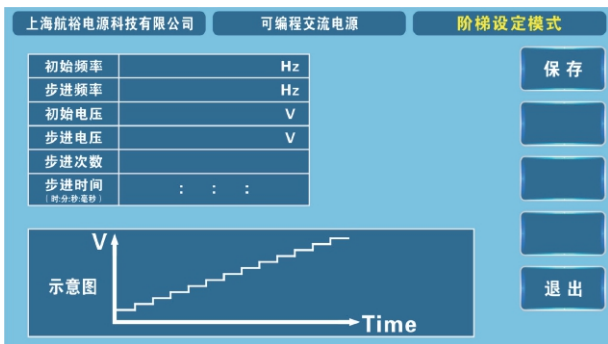 上海航裕电源科技有限公司 可编程交流电源 阶梯设定模式
初始频率 Hz
步进频率 Hz
初始电压 V
步进电压 V
步进次数
步进时间 : : :
(时:分:秒:毫秒)
保存
V
示意图
Time
退出